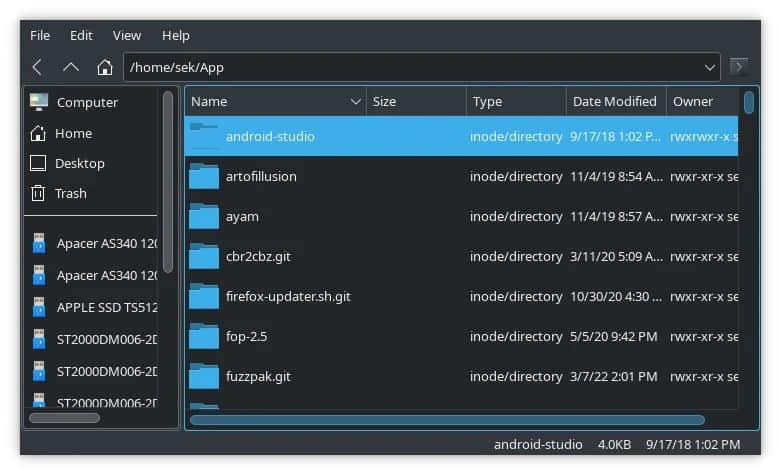 File Edit View Help
/home/sek/App
Computer
Home
Desktop
Trash
Apacer AS340 120
Apacer AS340 120
APPLE SSD TS512
ST2000DM006-2D
ST2000DM006-2D
ST2000DM006-2D
Name Size Type Date Modified Owner
android-studio inode/directory 9/17/18 1:02 P... rwxrwxr-x se
artofillusion inode/directory 11/4/19 8:54 A... rwxr-xr-x se
ayam inode/directory 11/4/19 8:57 A... rwxr-xr-x se
cbr2cbz.git inode/directory 3/11/20 5:09 A... rwxr-xr-x se
firefox-updater.sh.git inode/directory 10/30/20 4:30 ... rwxr-xr-x se
fop-2.5 inode/directory 5/5/20 9:42 PM rwxr-xr-x se
fuzzpak.git inode/directory 3/7/22 2:01 PM rwxr-xr-x se
android-studio 4.0KB 9/17/18 1:02 PM